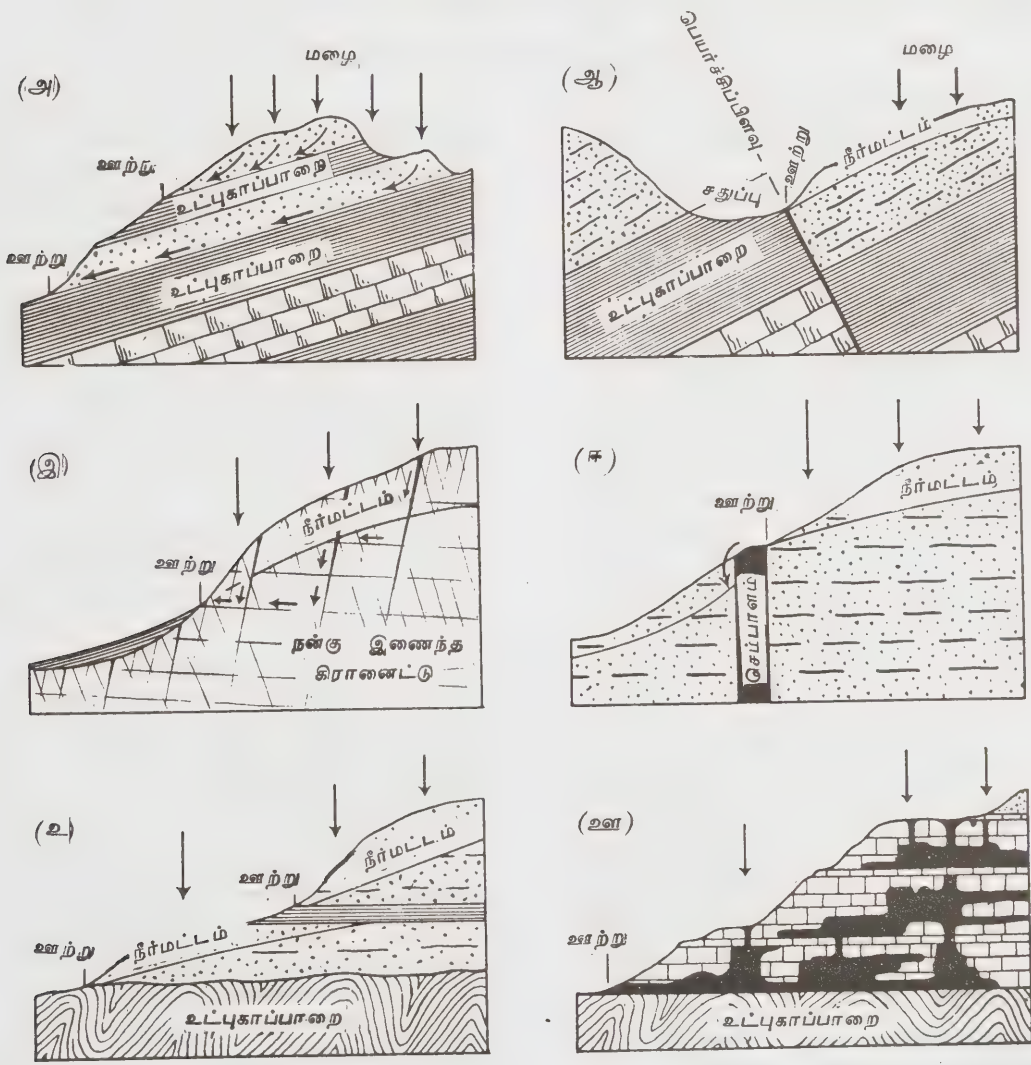 (அ)
மழை
ஊற்று
உட்புகாப்பாறை
ஊற்று
உட்புகாப்பாறை
(ஆ)
பெயர்ச்சிப்பிளவு
மழை
ஊற்று
நீர்மட்டம்
சதுப்பு
உட்புகாப்பாறை
(இ)
நீர்மட்டம்
ஊற்று
நன்கு இணைந்த
கிரானைட்டு
(ஈ)
நீர்மட்டம்
ஊற்று
செப்பாளம்
(உ)
நீர்மட்டம்
ஊற்று
நீர்மட்டம்
ஊற்று
உட்புகாப்பாறை
(ஊ)
ஊற்று
உட்புகாப்பாறை